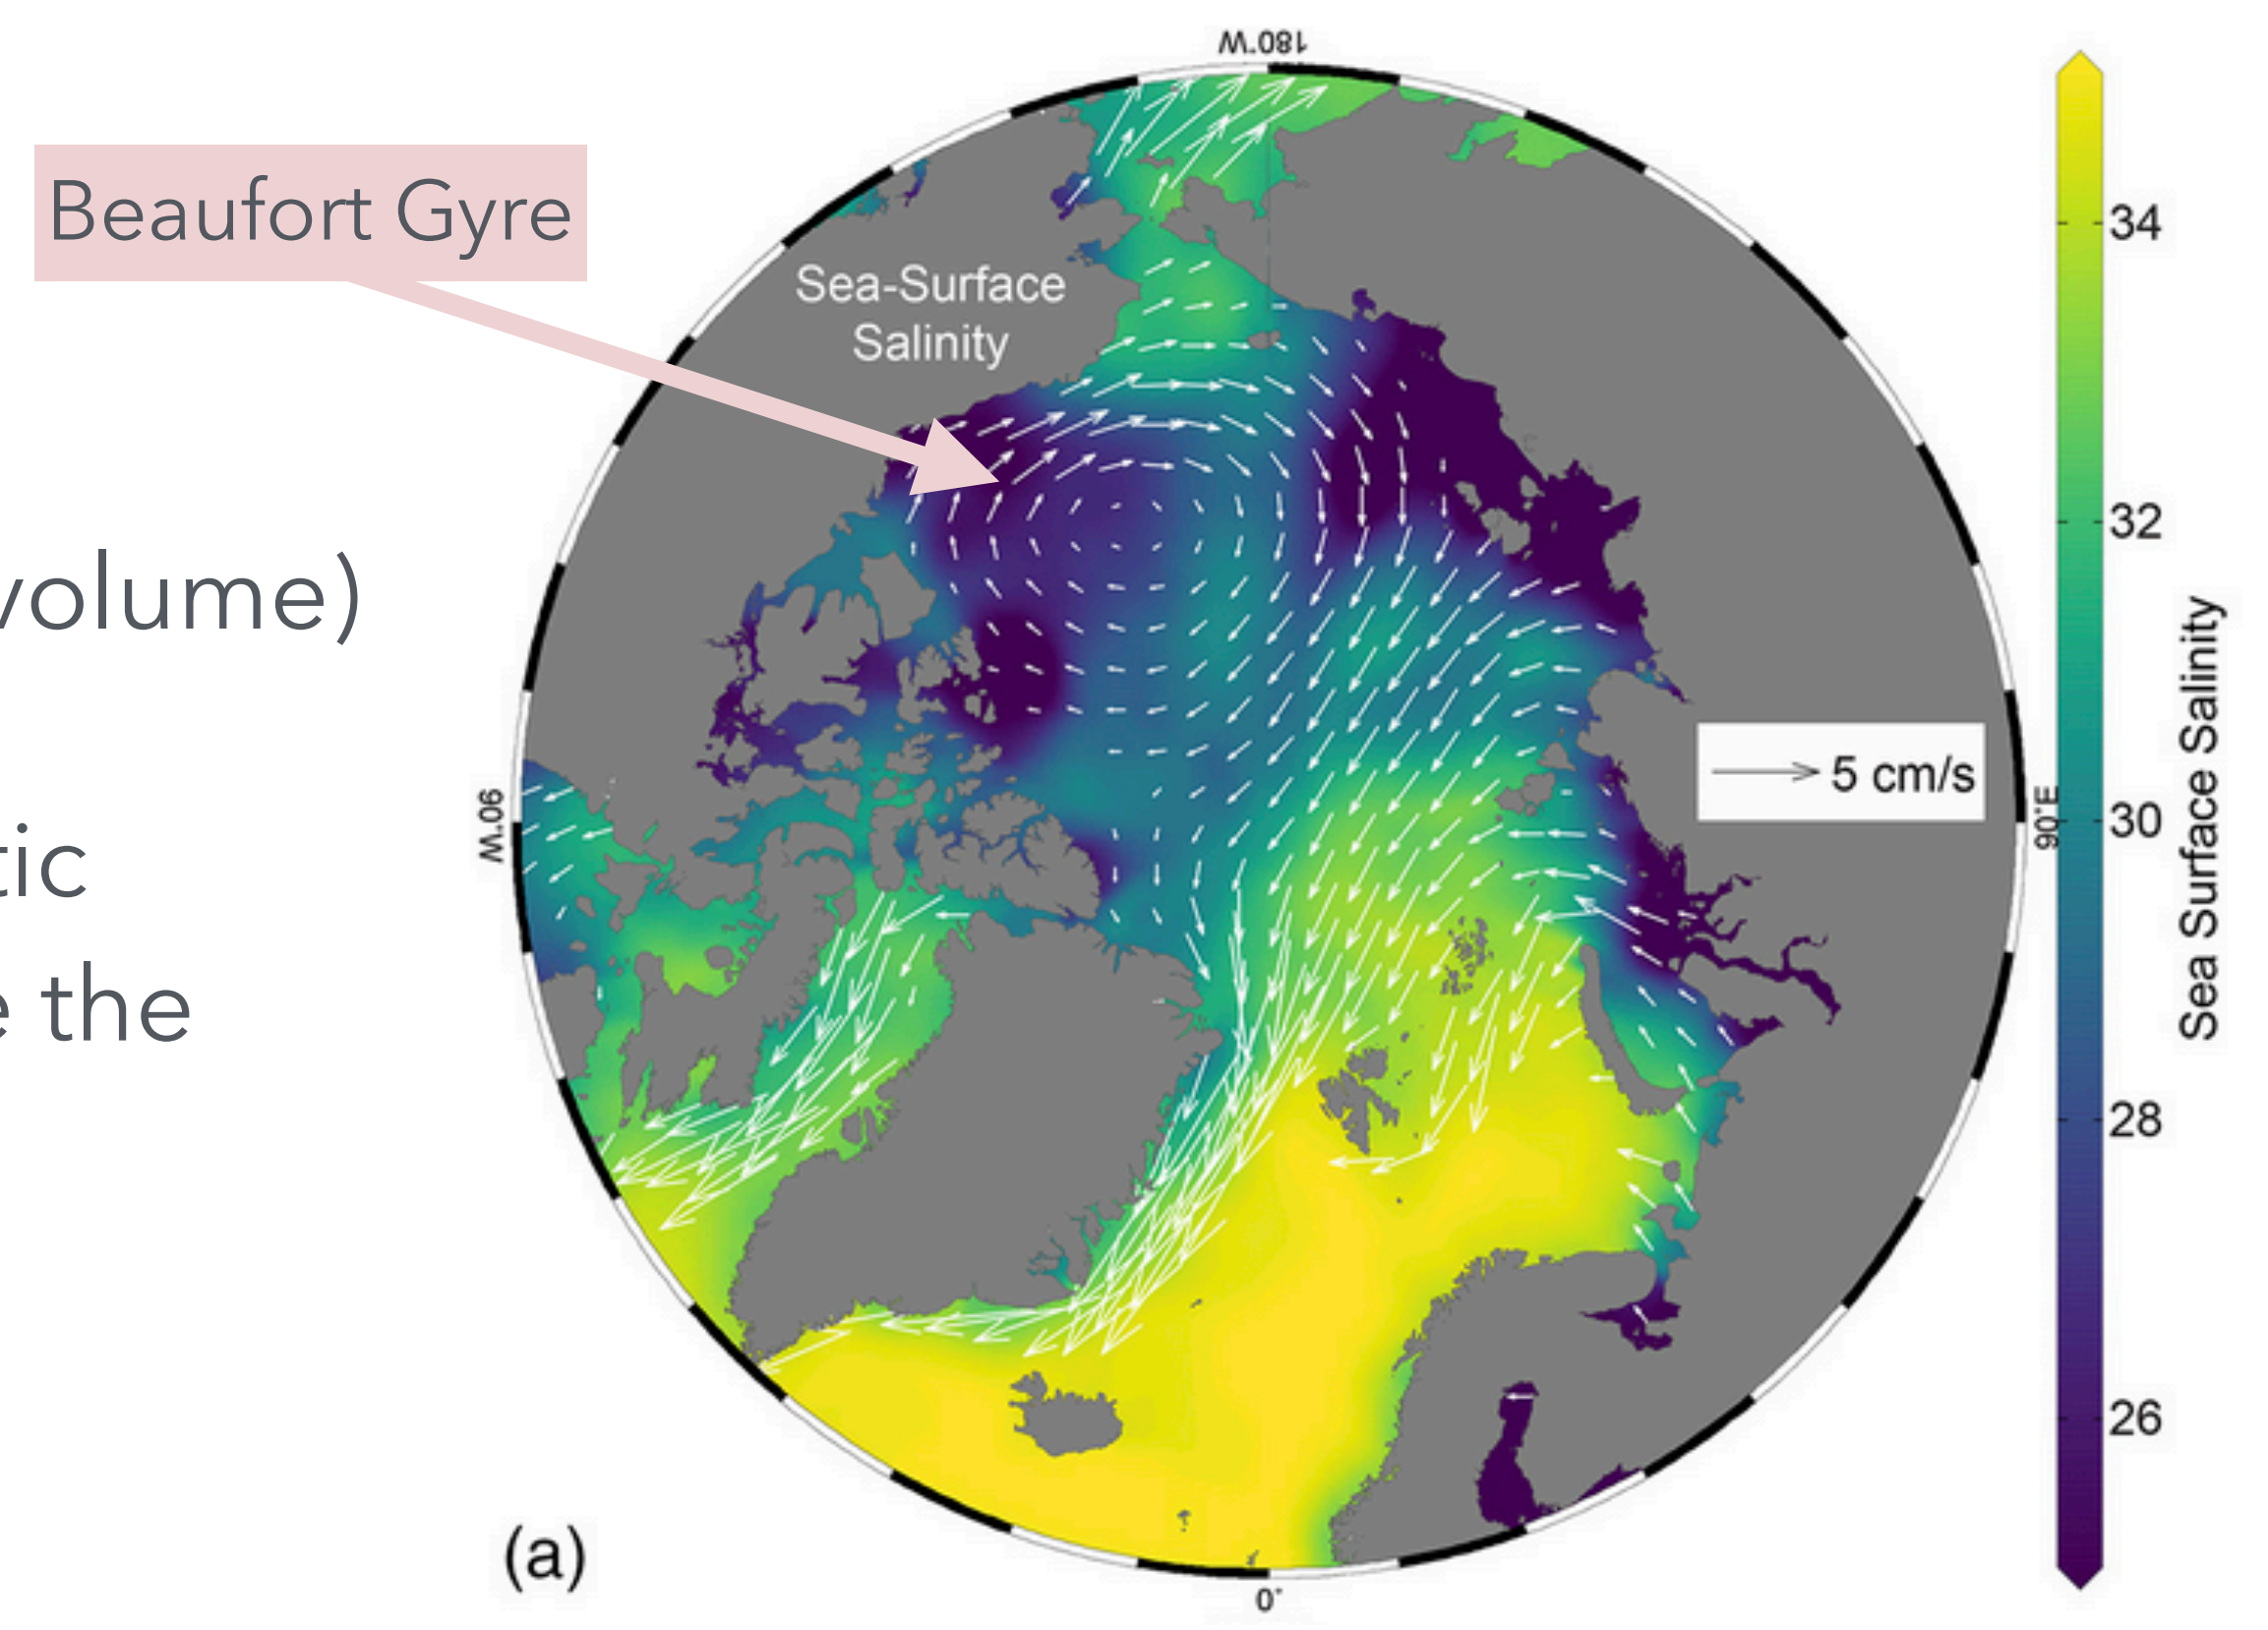 180°W
Beaufort Gyre
Sea-Surface
Salinity
volume)
tic
e the
90°W
5 cm/s
90°E
34
32
30
28
26
Sea Surface Salinity
(a)
0°